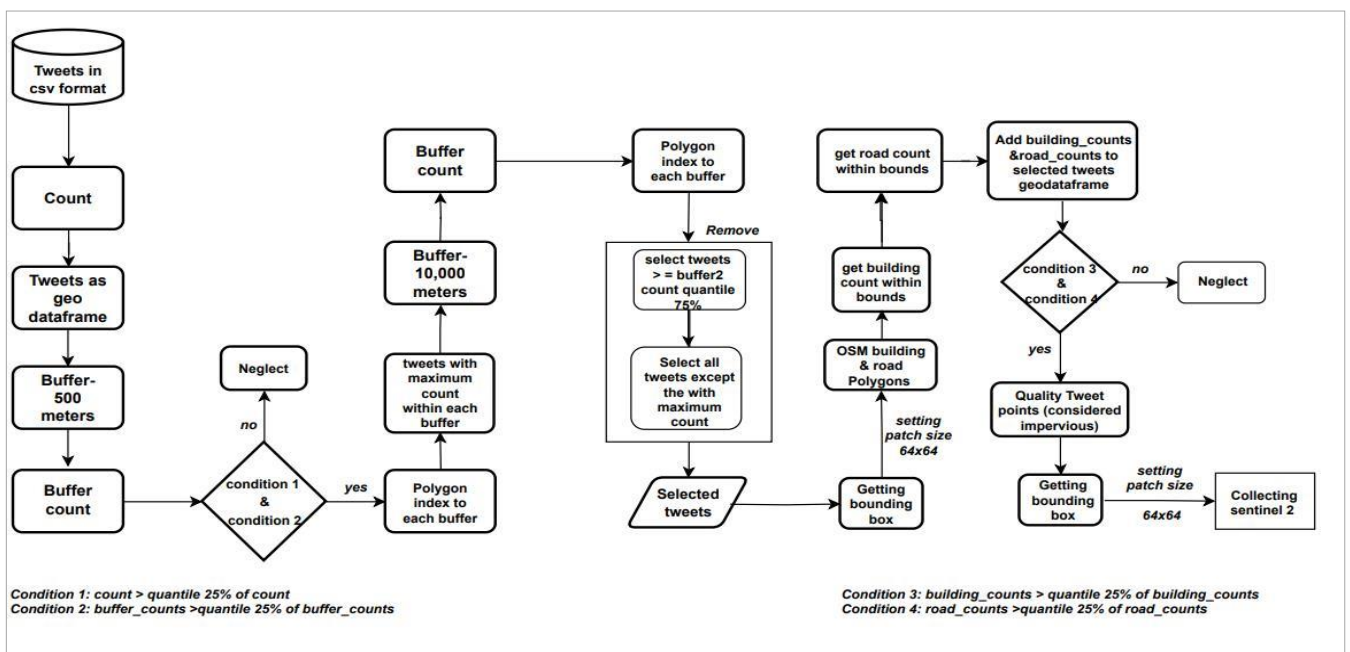 Tweets in
csv format
Count
Tweets as
geo
dataframe
Buffer-
500
meters
Buffer
count
condition 1
&
condition 2
no
Neglect
yes
Polygon
index to
each buffer
tweets with
maximum
count
within each
buffer
Buffer-
10,000
meters
Buffer
count
Polygon
index to
each buffer
Remove
select tweets
> = buffer2
count quantile
75%
Select all
tweets except
the with
maximum
count
Selected
tweets
Getting
bounding
box
setting
patch size
64x64
OSM building
& road
Polygons
get building
count within
bounds
get road count
within bounds
Add building_counts
&road_counts to
selected tweets
geodataframe
condition 3
&
condition 4
no
Neglect
yes
Quality Tweet
points (considered
impervious)
Getting
bounding
box
setting
patch size
64x64
Collecting
sentinel 2
Condition 1: count > quantile 25% of count
Condition 2: buffer_counts >quantile 25% of buffer_counts
Condition 3: building_counts > quantile 25% of building_counts
Condition 4: road_counts >quantile 25% of road_counts